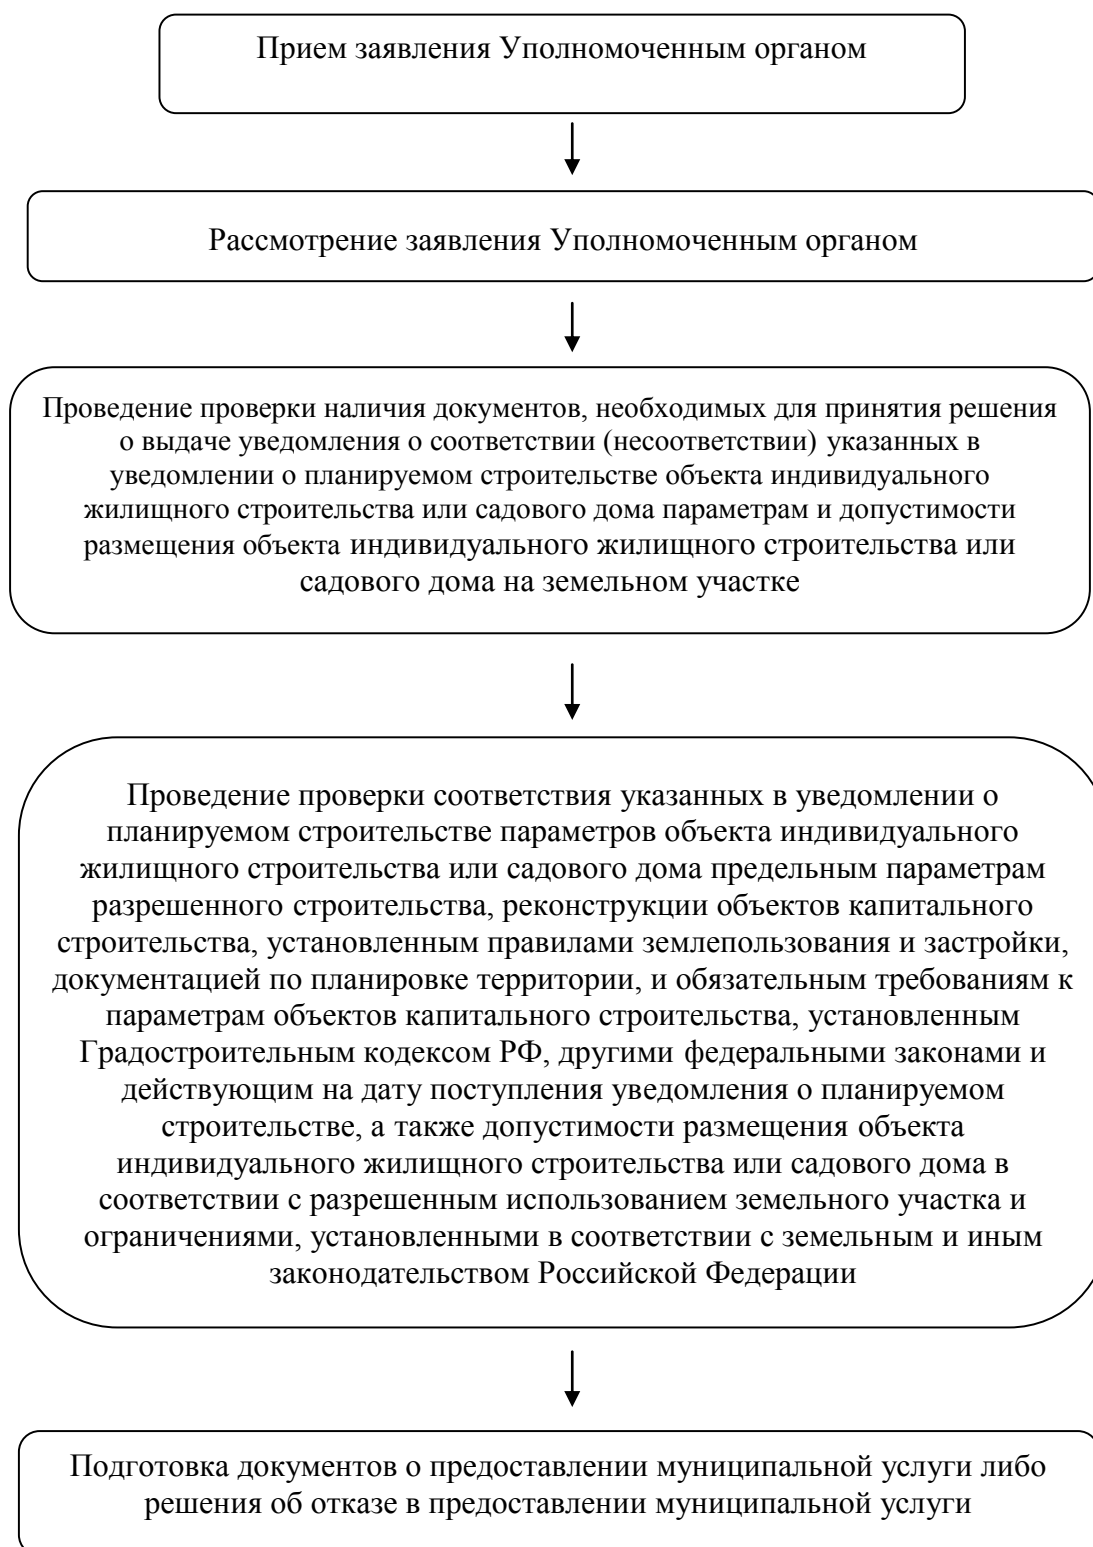 Прием заявления Уполномоченным органом
Рассмотрение заявления Уполномоченным органом
Проведение проверки наличия документов, необходимых для принятия решения
о выдаче уведомления о соответствии (несоответствии) указанных в
уведомлении о планируемом строительстве объекта индивидуального
жилищного строительства или садового дома параметрам и допустимости
размещения объекта индивидуального жилищного строительства или
садового дома на земельном участке
Проведение проверки соответствия указанных в уведомлении о
планируемом строительстве параметров объекта индивидуального
жилищного строительства или садового дома предельным параметрам
разрешенного строительства, реконструкции объектов капитального
строительства, установленным правилами землепользования и застройки,
документацией по планировке территории, и обязательным требованиям к
параметрам объектов капитального строительства, установленным
Градостроительным кодексом РФ, другими федеральными законами и
действующим на дату поступления уведомления о планируемом
строительстве, а также допустимости размещения объекта
индивидуального жилищного строительства или садового дома в
соответствии с разрешенным использованием земельного участка и
ограничениями, установленными в соответствии с земельным и иным
законодательством Российской Федерации
Подготовка документов о предоставлении муниципальной услуги либо
решения об отказе в предоставлении муниципальной услуги